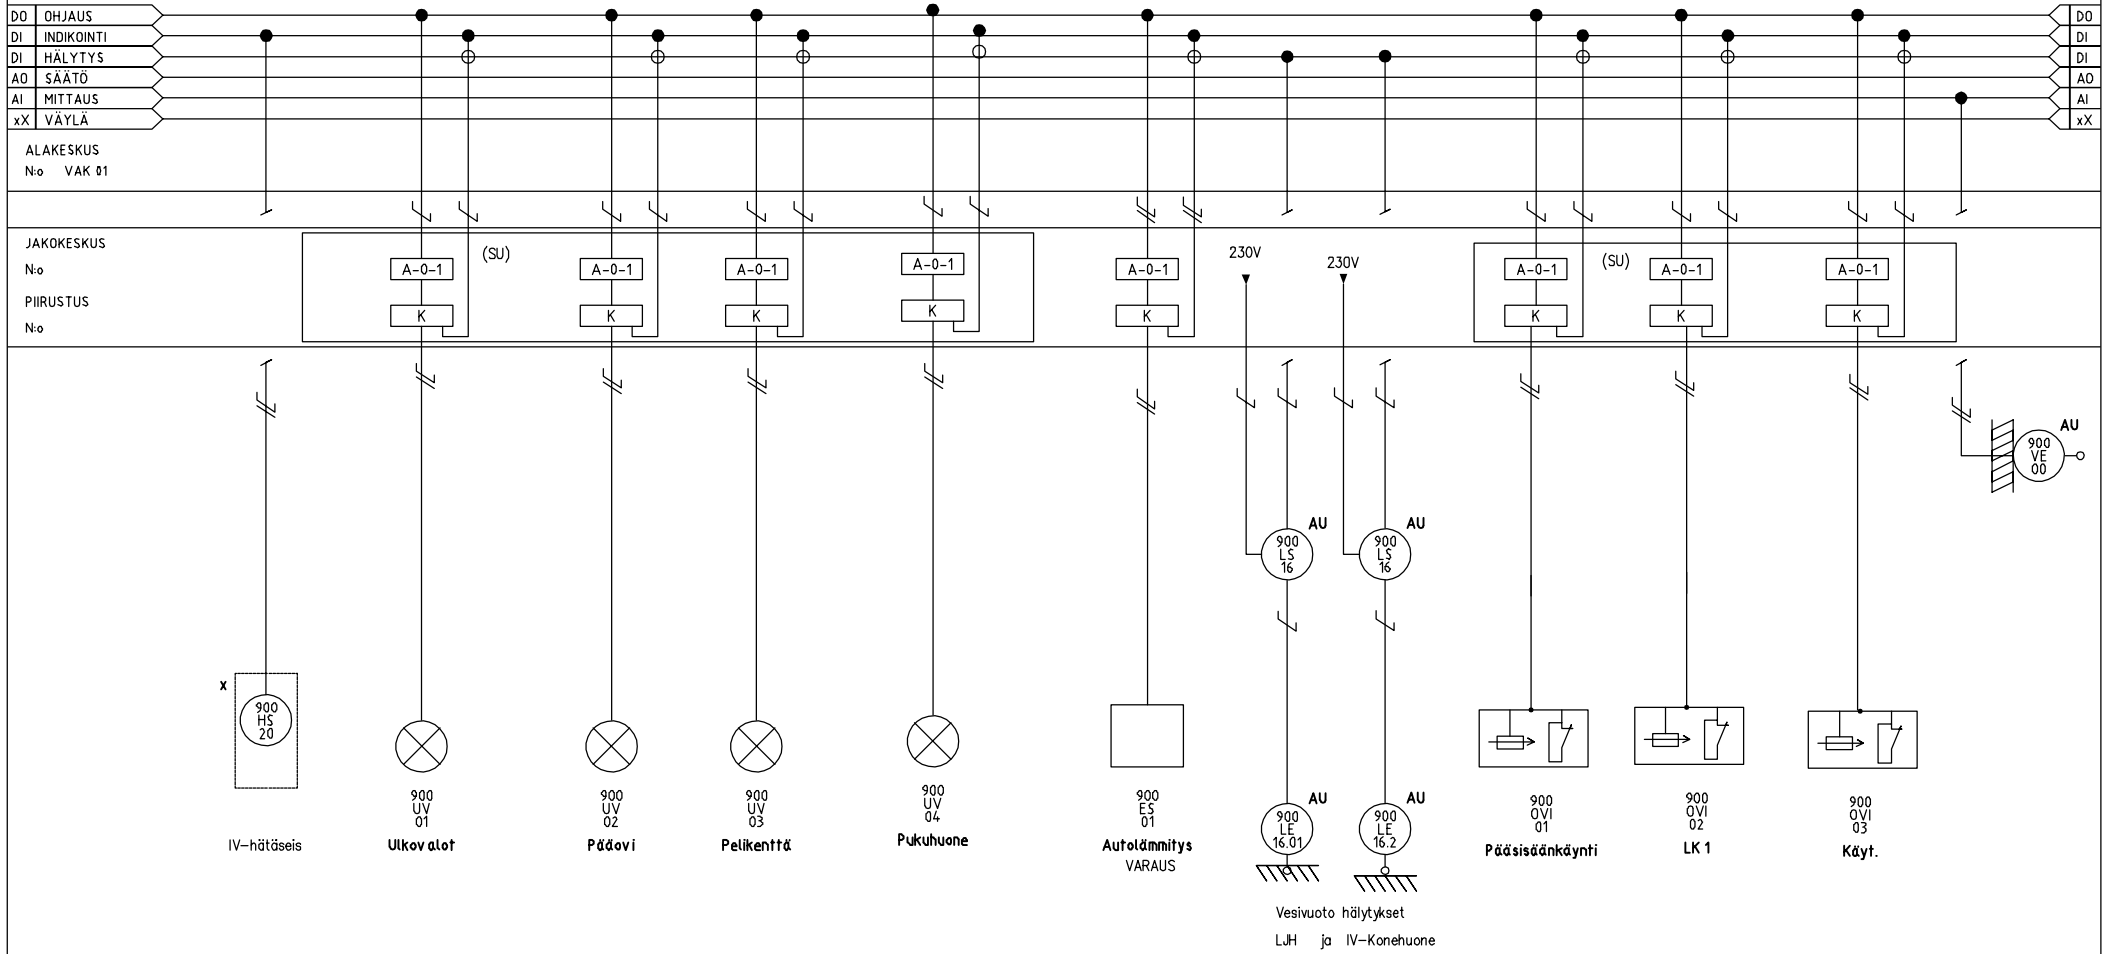 DO OHJAUS DO
DI INDIKOINTI DI
DI HÄLYTYS DI
AO SÄÄTÖ AO
AI MITTAUS AI
xX VÄYLÄ xX
ALAKESKUS
N:o VAK 01
JAKOKESKUS
N:o
PIIRUSTUS
N:o
(SU)
A-0-1 A-0-1 A-0-1 A-0-1 A-0-1
K K K K K
230V 230V
(SU)
A-0-1 A-0-1 A-0-1
K K K
AU
900
VE
00
AU
900
LS
16
AU
900
LS
16
x
900
HS
20
IV-hätäseis
900
UV
01
Ulkovalot
900
UV
02
Pääovi
900
UV
03
Pelikenttä
900
UV
04
Pukuhuone
900
ES
01
Autolämmitys
VARAUS
AU
900
LE
16.01
AU
900
LE
16.2
Vesivuoto hälytykset
LJH ja IV-Konehuone
900
OVI
01
Pääsisäänkäynti
900
OVI
02
LK 1
900
OVI
03
Käyt.